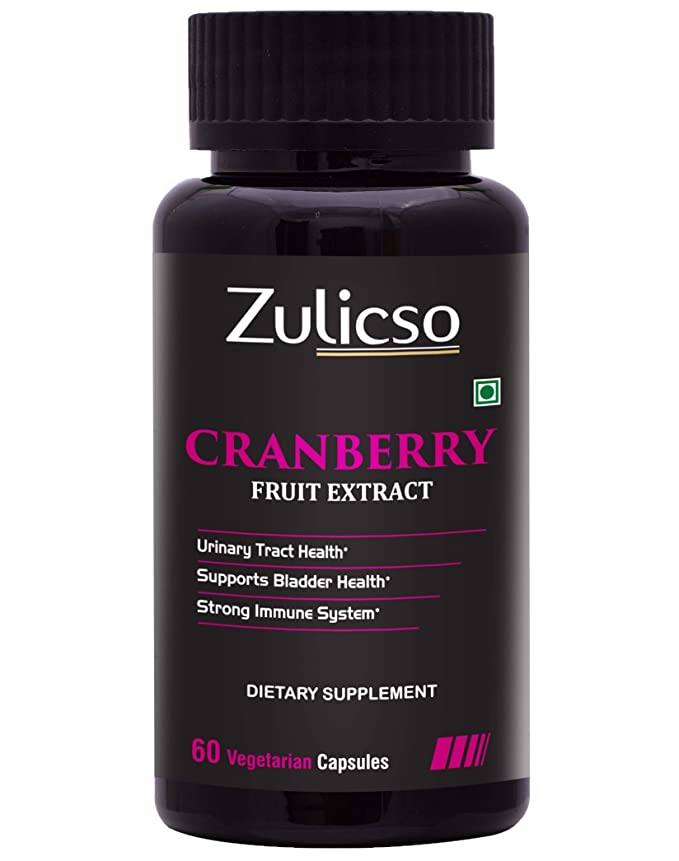 Zulicso
CRANBERRY
FRUIT EXTRACT
Urinary Tract Health*
Supports Bladder Health*
Strong Immune System*
DIETARY SUPPLEMENT
60 Vegetarian Capsules